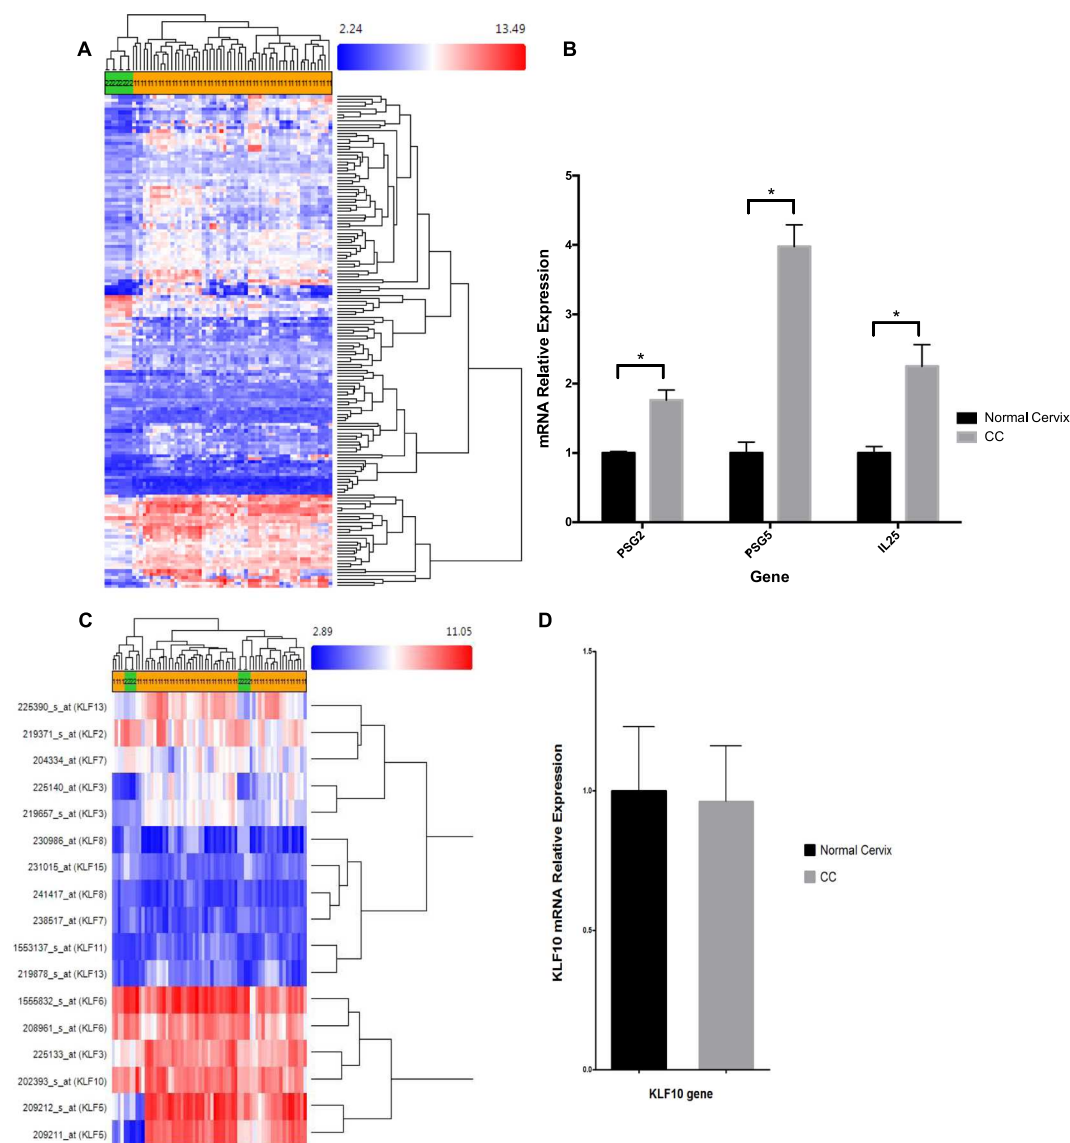 A
2.24 13.49
B
mRNA Relative Expression
6
5
4
3
2
1
0
*
*
*
PSG2
PSG5
IL25
Gene
Normal Cervix
CC
C
2.89 11.05
225390_s_at (KLF13)
219371_s_at (KLF2)
204334_at (KLF7)
225140_at (KLF3)
219657_s_at (KLF3)
230986_at (KLF8)
231015_at (KLF15)
241417_at (KLF8)
238517_at (KLF7)
1553137_s_at (KLF11)
219878_s_at (KLF13)
1555832_s_at (KLF6)
208961_s_at (KLF6)
225133_at (KLF3)
202393_s_at (KLF10)
209212_s_at (KLF5)
209211_at (KLF5)
D
KLF10 mRNA Relative Expression
1.5
1.0
0.5
0.0
KLF10 gene
Normal Cervix
CC